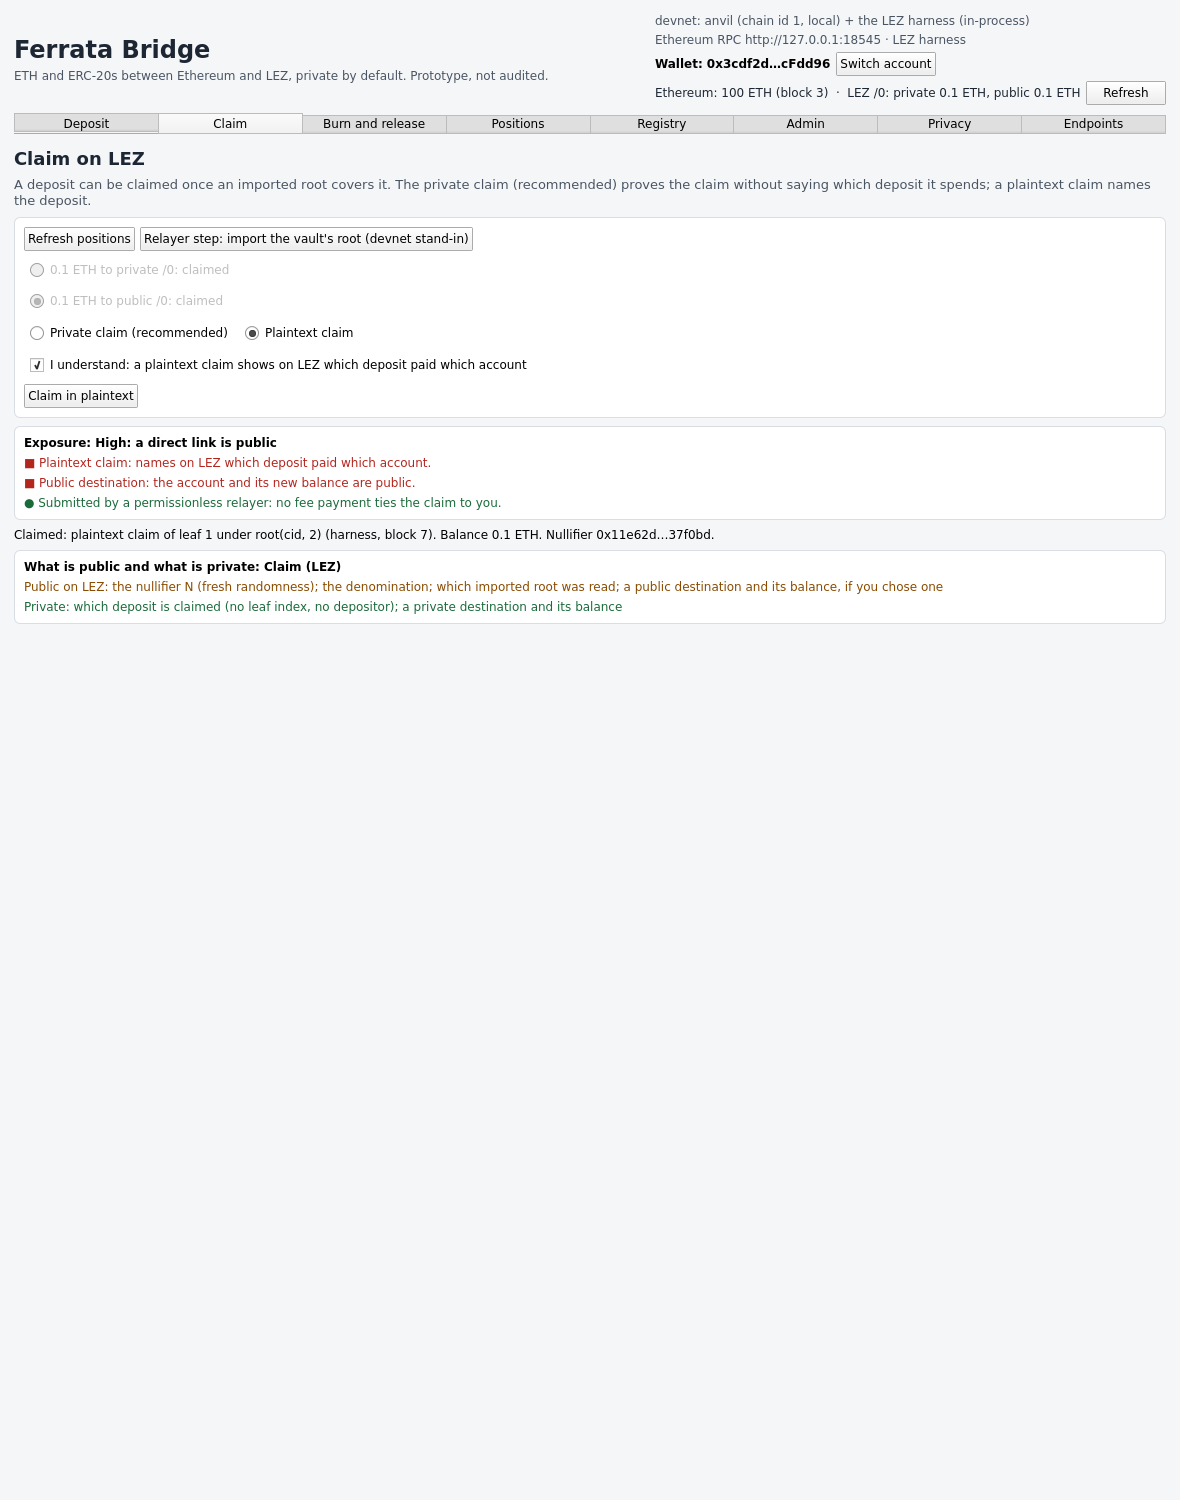 Ferrata Bridge
ETH and ERC-20s between Ethereum and LEZ, private by default. Prototype, not audited.
devnet: anvil (chain id 1, local) + the LEZ harness (in-process)
Ethereum RPC http://127.0.0.1:18545 · LEZ harness
Wallet: 0x3cdf2d…cFdd96 Switch account
Ethereum: 100 ETH (block 3) · LEZ /0: private 0.1 ETH, public 0.1 ETH Refresh
Deposit Claim Burn and release Positions Registry Admin Privacy Endpoints
Claim on LEZ
A deposit can be claimed once an imported root covers it. The private claim (recommended) proves the claim without saying which deposit it spends; a plaintext claim names
the deposit.
Refresh positions Relayer step: import the vault's root (devnet stand-in)
0.1 ETH to private /0: claimed
0.1 ETH to public /0: claimed
Private claim (recommended) Plaintext claim
I understand: a plaintext claim shows on LEZ which deposit paid which account
Claim in plaintext
Exposure: High: a direct link is public
■ Plaintext claim: names on LEZ which deposit paid which account.
■ Public destination: the account and its new balance are public.
● Submitted by a permissionless relayer: no fee payment ties the claim to you.
Claimed: plaintext claim of leaf 1 under root(cid, 2) (harness, block 7). Balance 0.1 ETH. Nullifier 0x11e62d…37f0bd.
What is public and what is private: Claim (LEZ)
Public on LEZ: the nullifier N (fresh randomness); the denomination; which imported root was read; a public destination and its balance, if you chose one
Private: which deposit is claimed (no leaf index, no depositor); a private destination and its balance